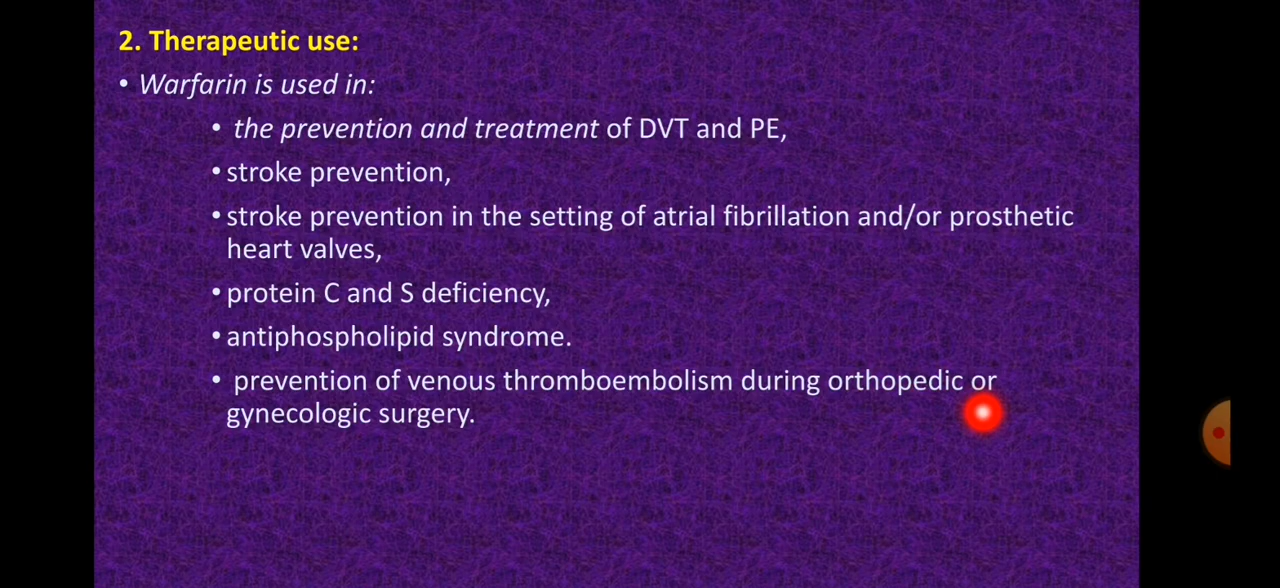 2. Therapeutic use:
• Warfarin is used in:
• the prevention and treatment of DVT and PE,
• stroke prevention,
• stroke prevention in the setting of atrial fibrillation and/or prosthetic
heart valves,
• protein C and S deficiency,
• antiphospholipid syndrome.
• prevention of venous thromboembolism during orthopedic or
gynecologic surgery.